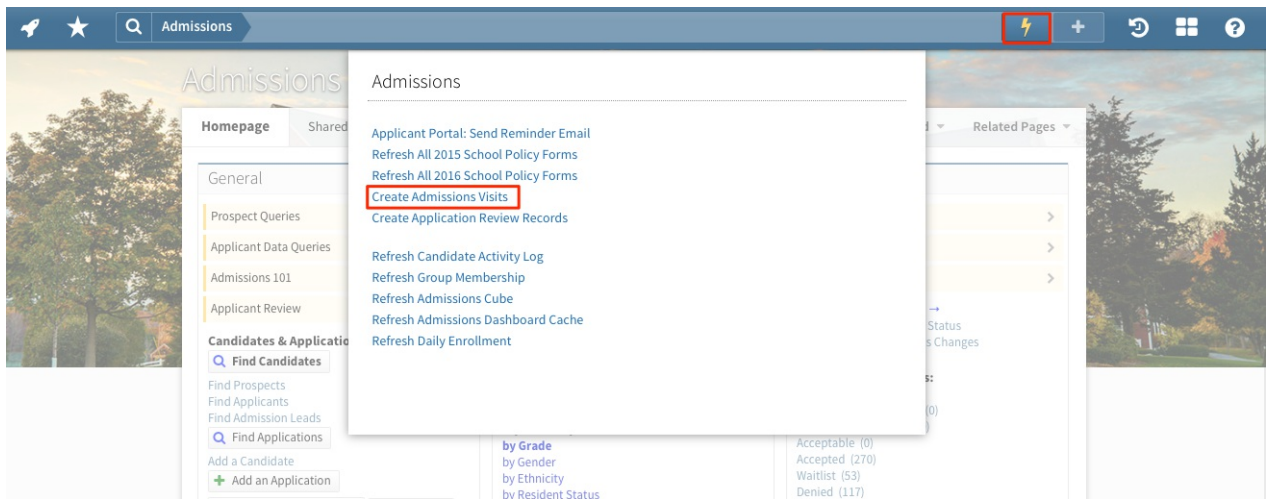 Admissions
Admissions
Homepage
Shared
Related Pages
General
Prospect Queries
Applicant Data Queries
Admissions 101
Applicant Review
Candidates & Applicatio
Find Candidates
Find Prospects
Find Applicants
Find Admission Leads
Find Applications
Add a Candidate
Add an Application
Admissions
Applicant Portal: Send Reminder Email
Refresh All 2015 School Policy Forms
Refresh All 2016 School Policy Forms
Create Admissions Visits
Create Application Review Records
Refresh Candidate Activity Log
Refresh Group Membership
Refresh Admissions Cube
Refresh Admissions Dashboard Cache
Refresh Daily Enrollment
by Grade
by Gender
by Ethnicity
by Resident Status
Status
s Changes
s:
(0)
Acceptable (0)
Accepted (270)
Waitlist (53)
Denied (117)